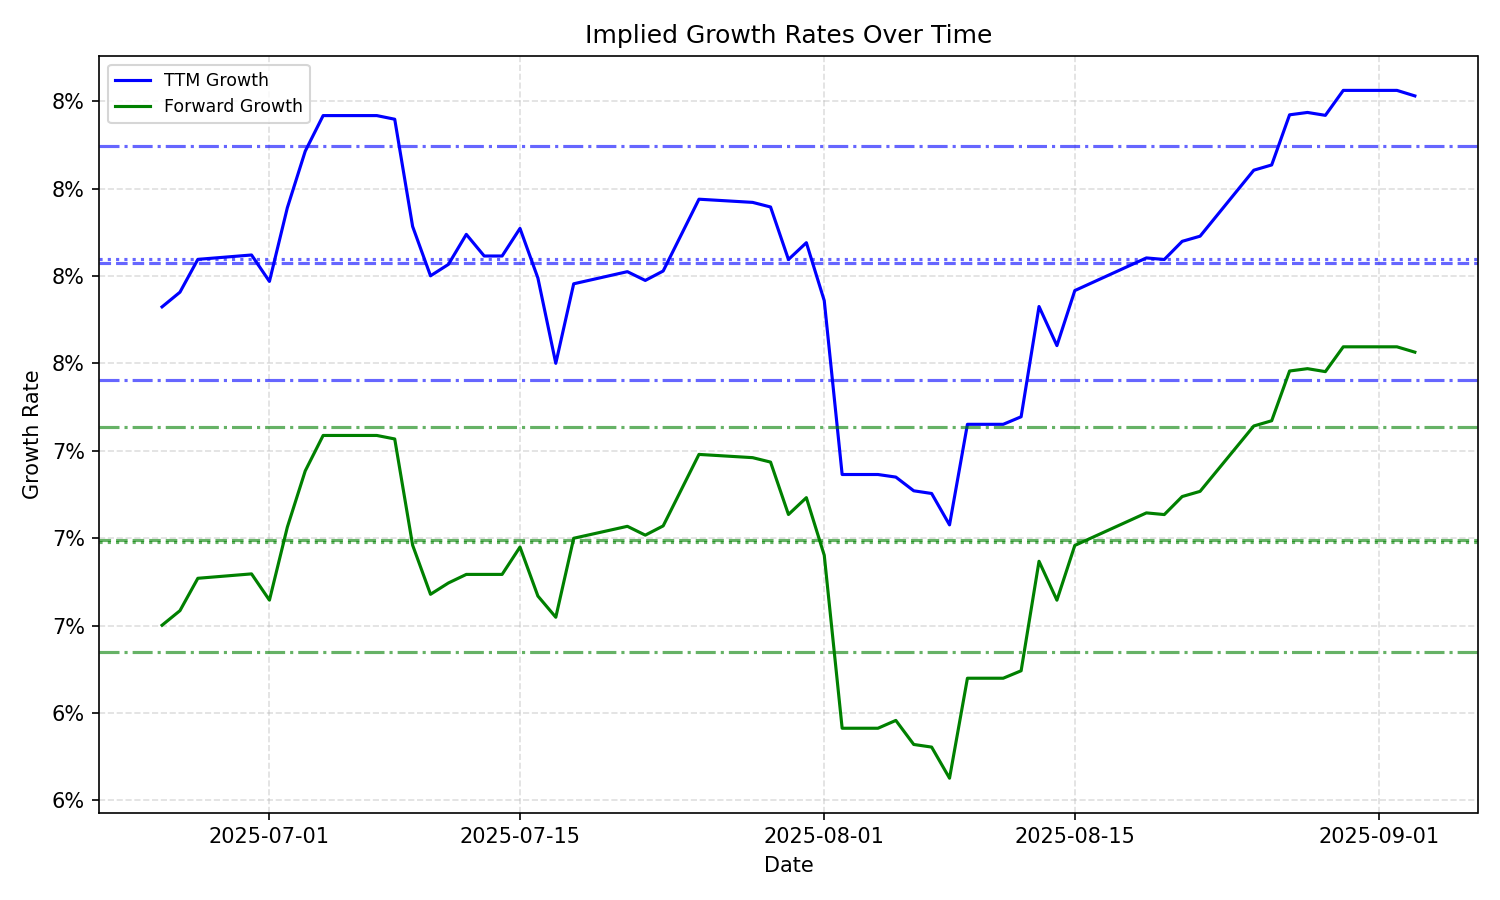 Implied Growth Rates Over Time
TTM Growth
Forward Growth
8%
8%
8%
8%
7%
7%
7%
6%
6%
Growth Rate
2025-07-01
2025-07-15
2025-08-01
2025-08-15
2025-09-01
Date